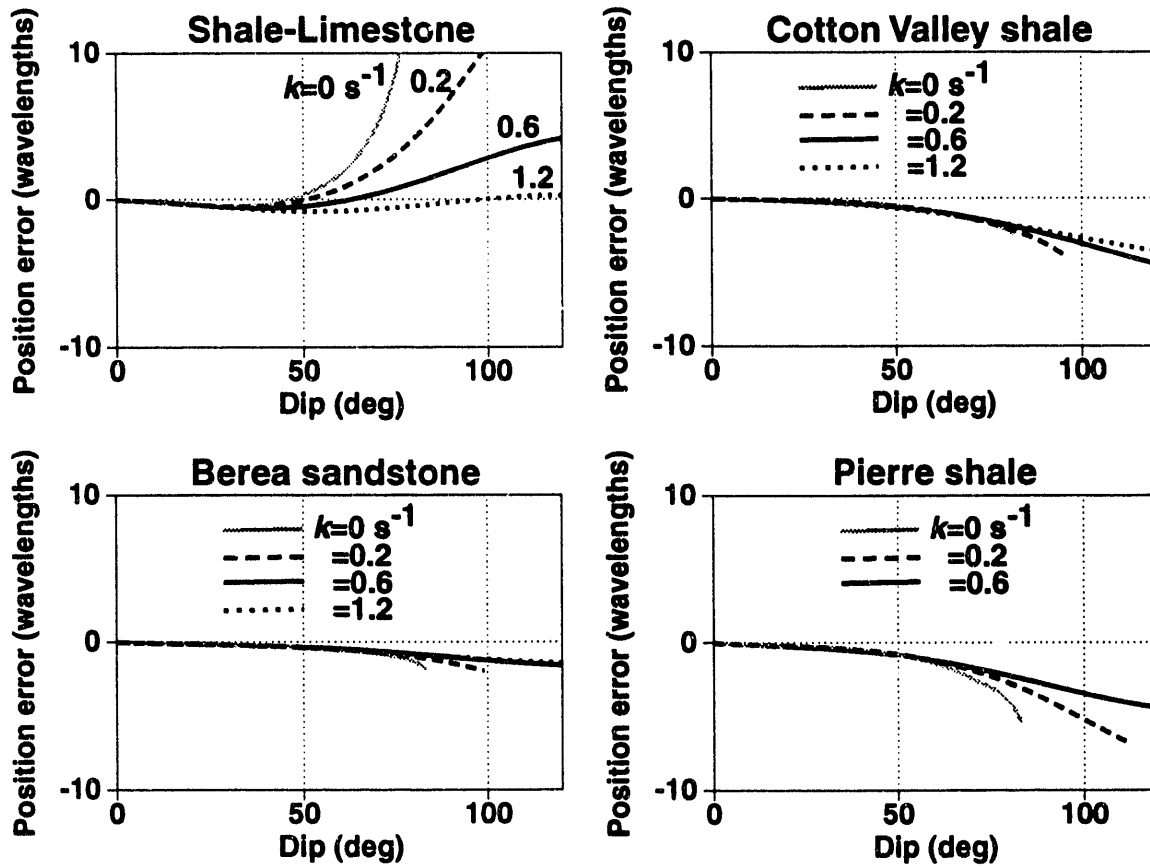 Shale-Limestone
10
0
-10
Position error (wavelengths)
k=0 s-1
0.2
0.6
1.2
0
50
100
Dip (deg)
Cotton Valley shale
10
0
-10
Position error (wavelengths)
k=0 s-1
=0.2
=0.6
=1.2
0
50
100
Dip (deg)
Berea sandstone
10
0
-10
Position error (wavelengths)
k=0 s-1
=0.2
=0.6
=1.2
0
50
100
Dip (deg)
Pierre shale
10
0
-10
Position error (wavelengths)
k=0 s-1
=0.2
=0.6
0
50
100
Dip (deg)